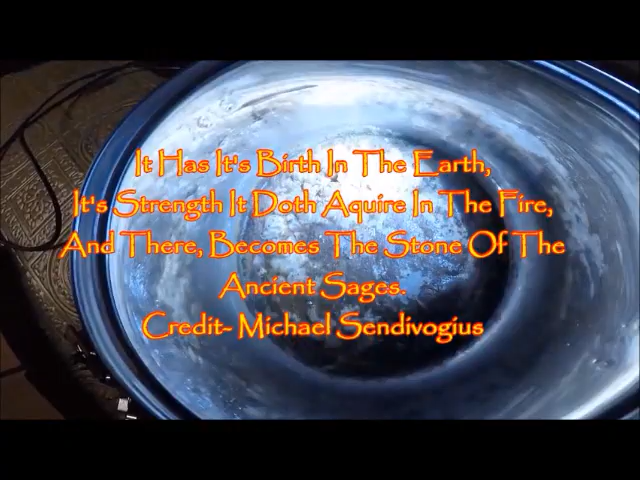 It Has It's Birth In The Earth,
It's Strength It Doth Aquire In The Fire,
And There, Becomes The Stone Of The
Ancient Sages.
Credit- Michael Sendivogius